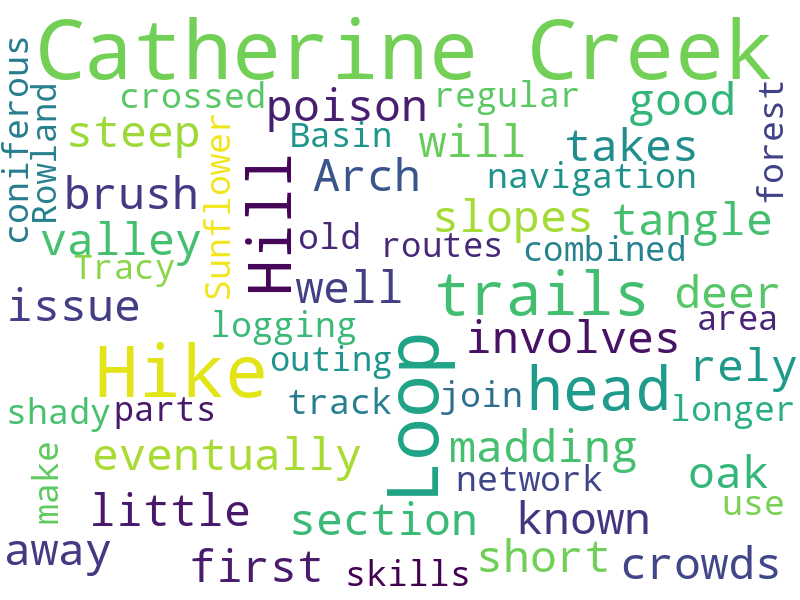 Catherine Creek
coniferous
Rowland
crossed
poison
regular
good
forest
steep
Sunflower
Basin
will
takes
Hill
Arch
navigation
brush
slopes
tangle
valley
old
routes
combined
Tracy
well
trails
deer
issue
logging
involves
area
Hike
outing
Loop
head
rely
shady
parts
track
join
longer
make
eventually
madding
network
oak
use
little
section
known
away
first
skills
short
crowds